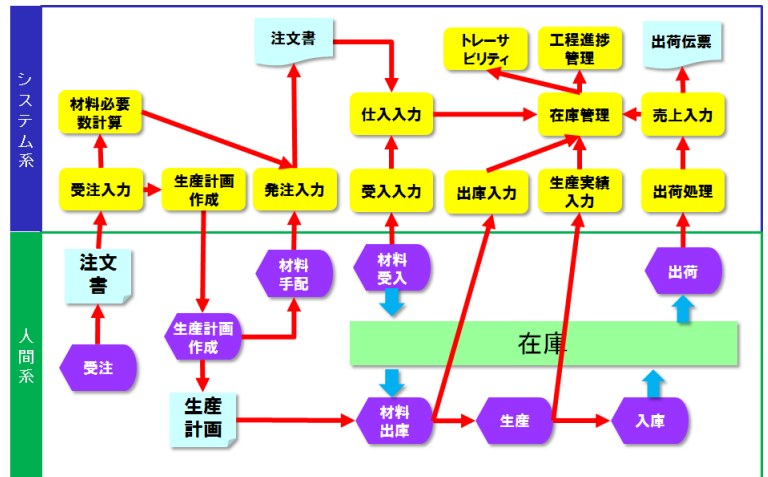 システム系
注文書
トレーサ
ビリティ
工程進捗
管理
出荷伝票
材料必要
数計算
仕入入力
在庫管理
売上入力
受注入力
生産計画
作成
発注入力
受入入力
出庫入力
生産実績
入力
出荷処理
人間系
注文
書
材料
手配
材料
受入
出荷
受注
生産計画
作成
在庫
生産
計画
材料
出庫
生産
入庫